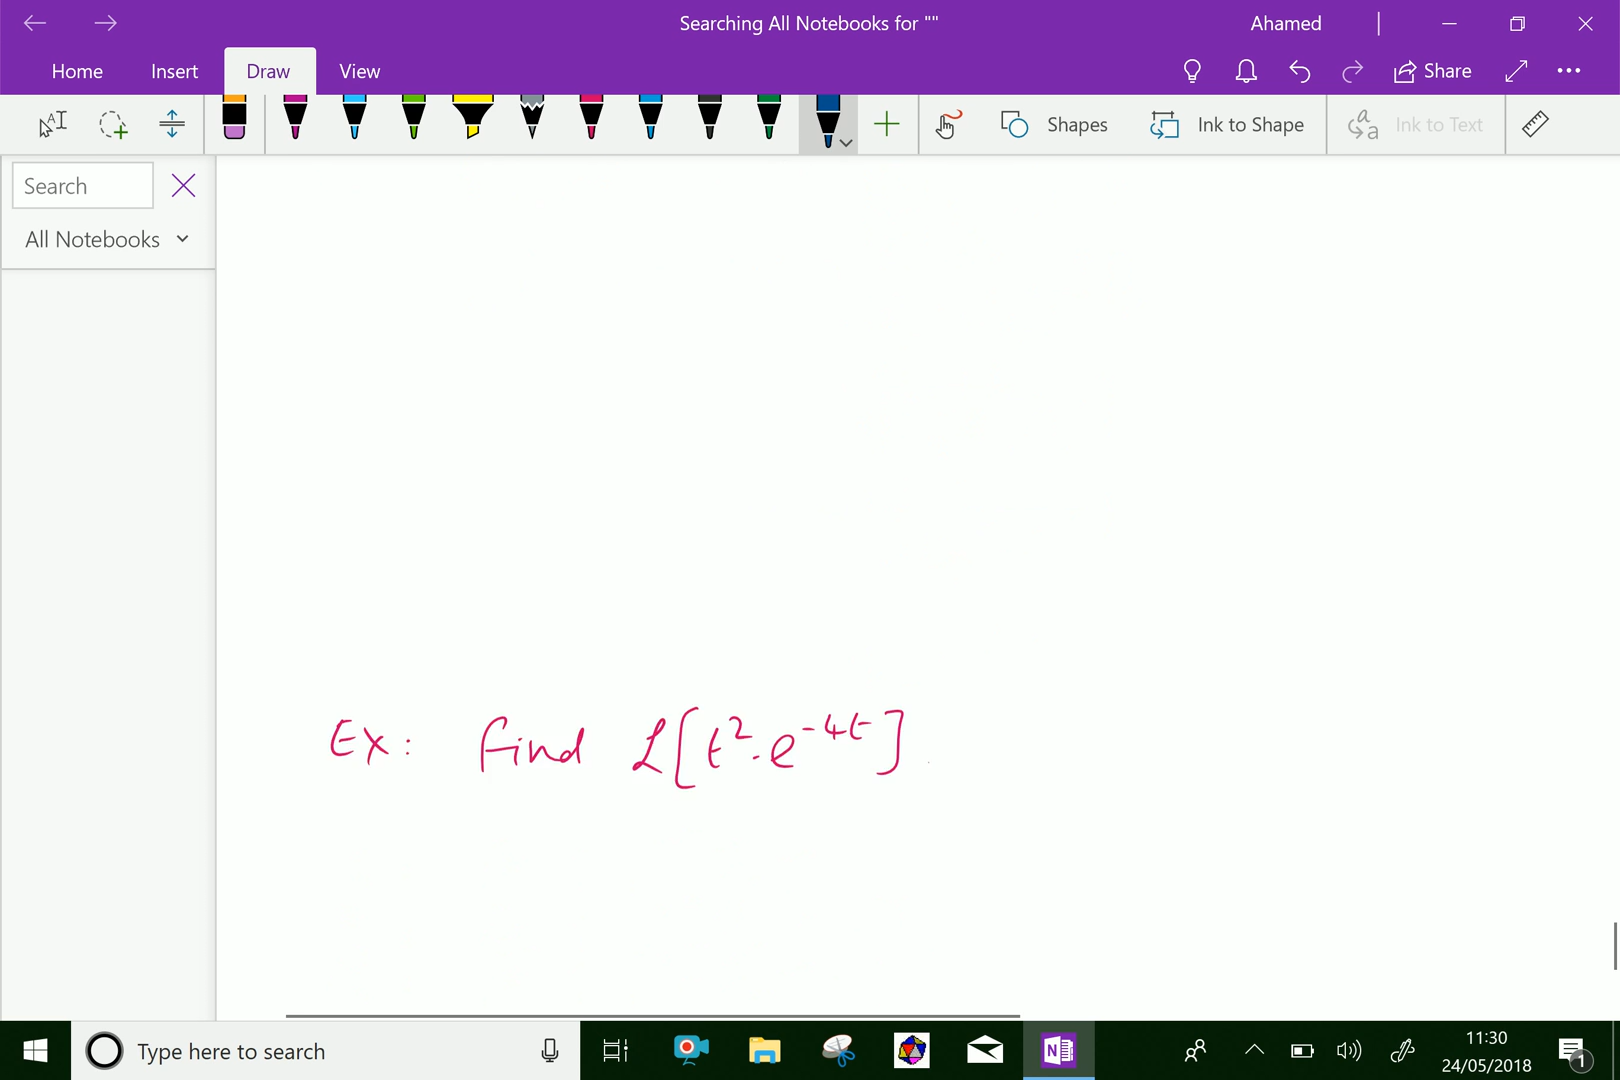 Searching All Notebooks for ""
Ahamed
Home Insert Draw View
Share
Shapes
Ink to Shape
Ink to Text
Search
All Notebooks
Ex: find L[t².e⁻⁴ᵗ]
Type here to search
11:30
24/05/2018
1